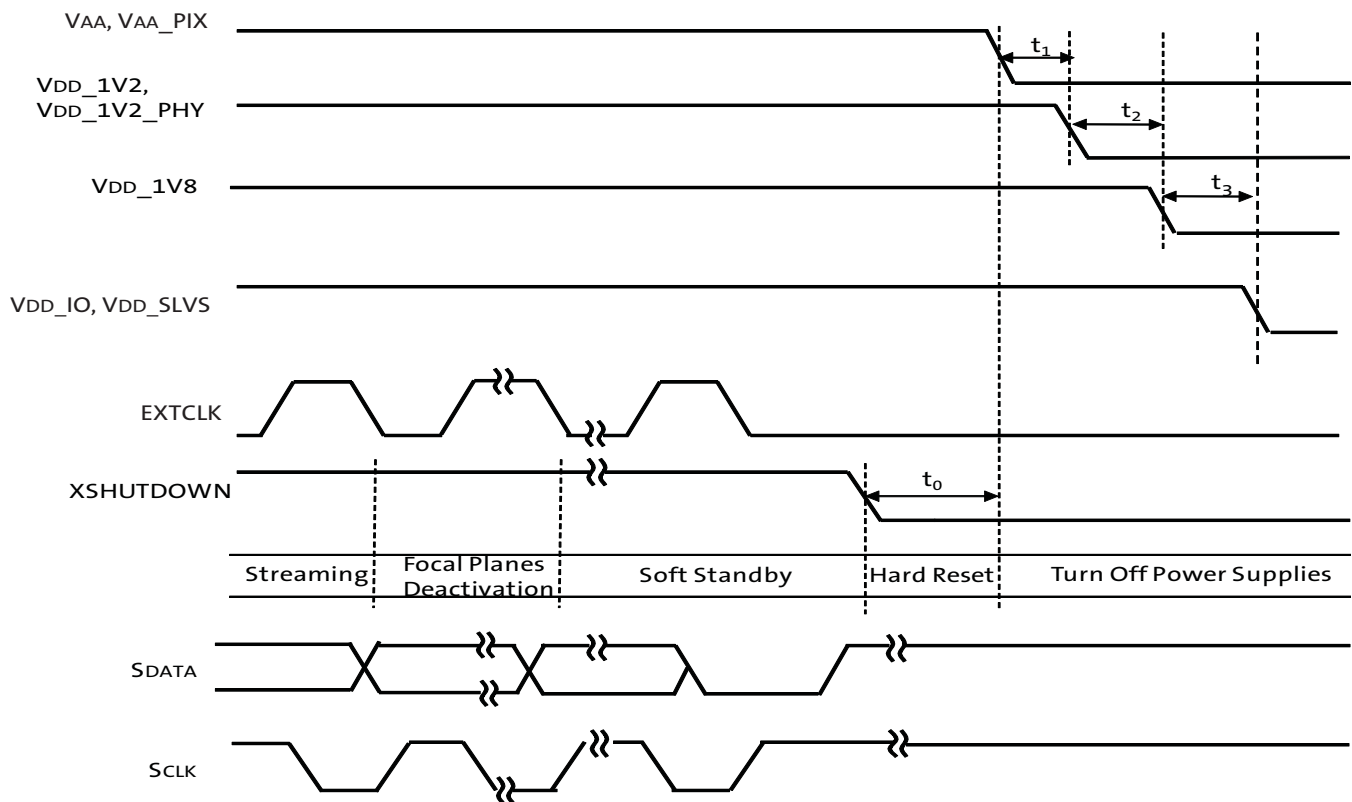 VAA, VAA_PIX
t1
VDD_1V2,
VDD_1V2_PHY
t2
VDD_1V8
t3
VDD_IO, VDD_SLVS
EXTCLK
XSHUTDOWN
t0
Streaming
Focal Planes
Deactivation
Soft Standby
Hard Reset
Turn Off Power Supplies
SDATA
SCLK